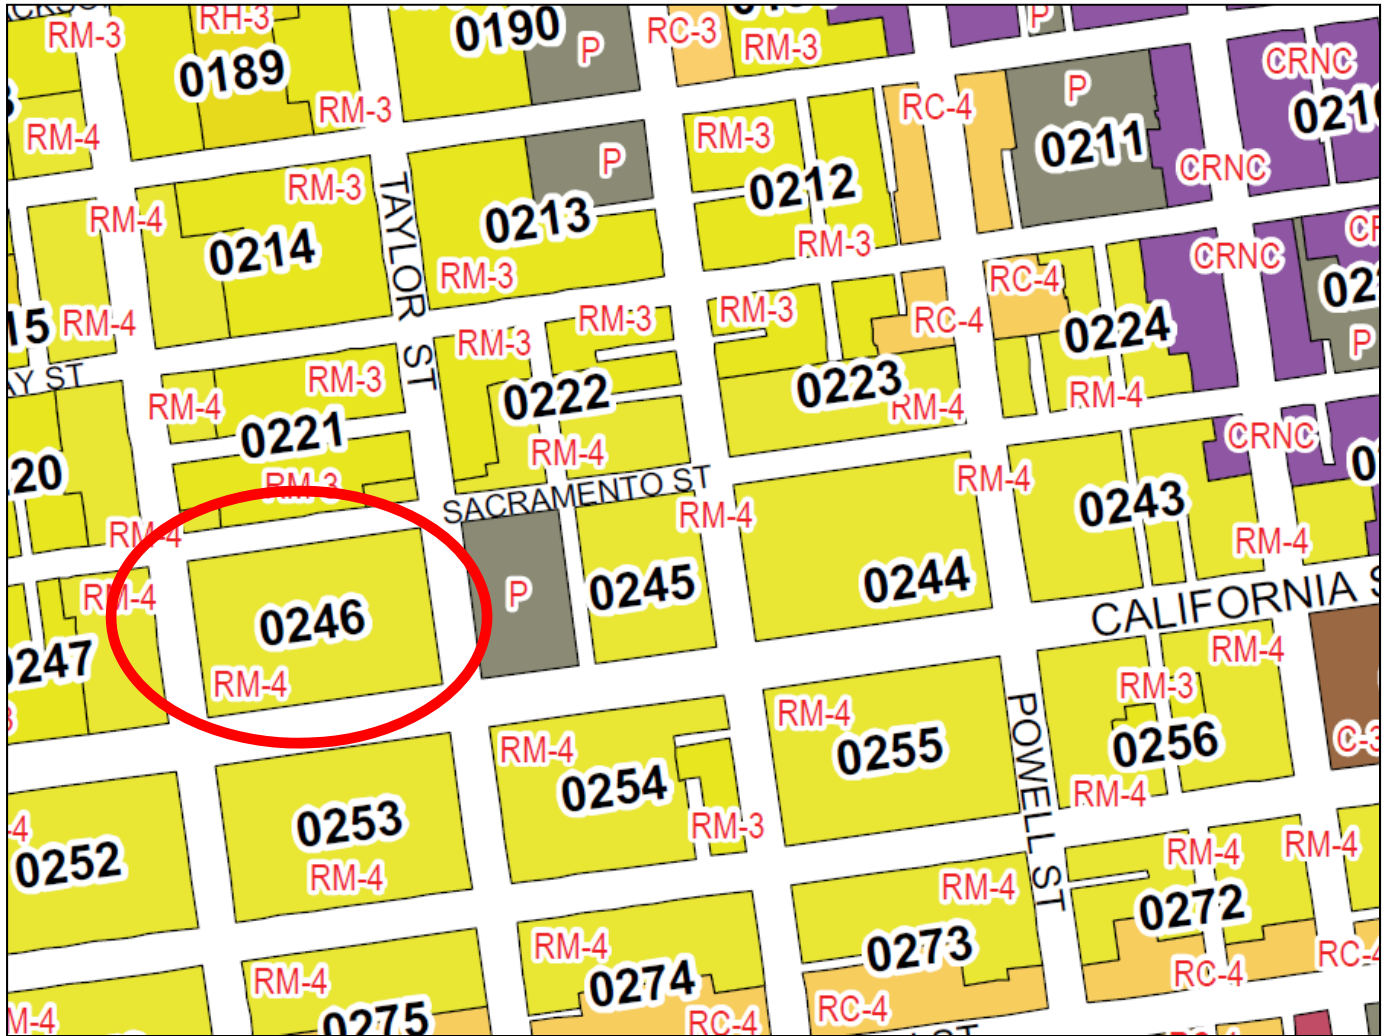 RM-3
RH-3
0189
RM-3
RM-4
0190
P
RC-3
RM-3
P
CRNC
0210
CRNC
RC-4
P
0211
RM-3
0212
RM-3
P
0213
RM-3
TAYLOR ST
RM-3
RM-4
0214
RM-4
RM-3
RM-3
RM-3
RC-4
RC-4
0224
RM-4
CRNC
P
RM-3
RM-4
0221
RM-3
0222
RM-4
0223
RM-4
CRNC
SACRAMENTO ST
RM-4
RM-4
RM-4
0243
RM-4
RM-4
0246
RM-4
P
0245
0244
CALIFORNIA
0247
RM-4
RM-4
RM-3
0256
RM-4
POWELL ST
RM-4
0255
RM-4
0254
RM-3
0253
RM-4
0252
RM-4
0273
RM-4
RM-4
0272
RC-4
RC-4
RM-4
0274
RC-4
RC-4
RM-4
0275